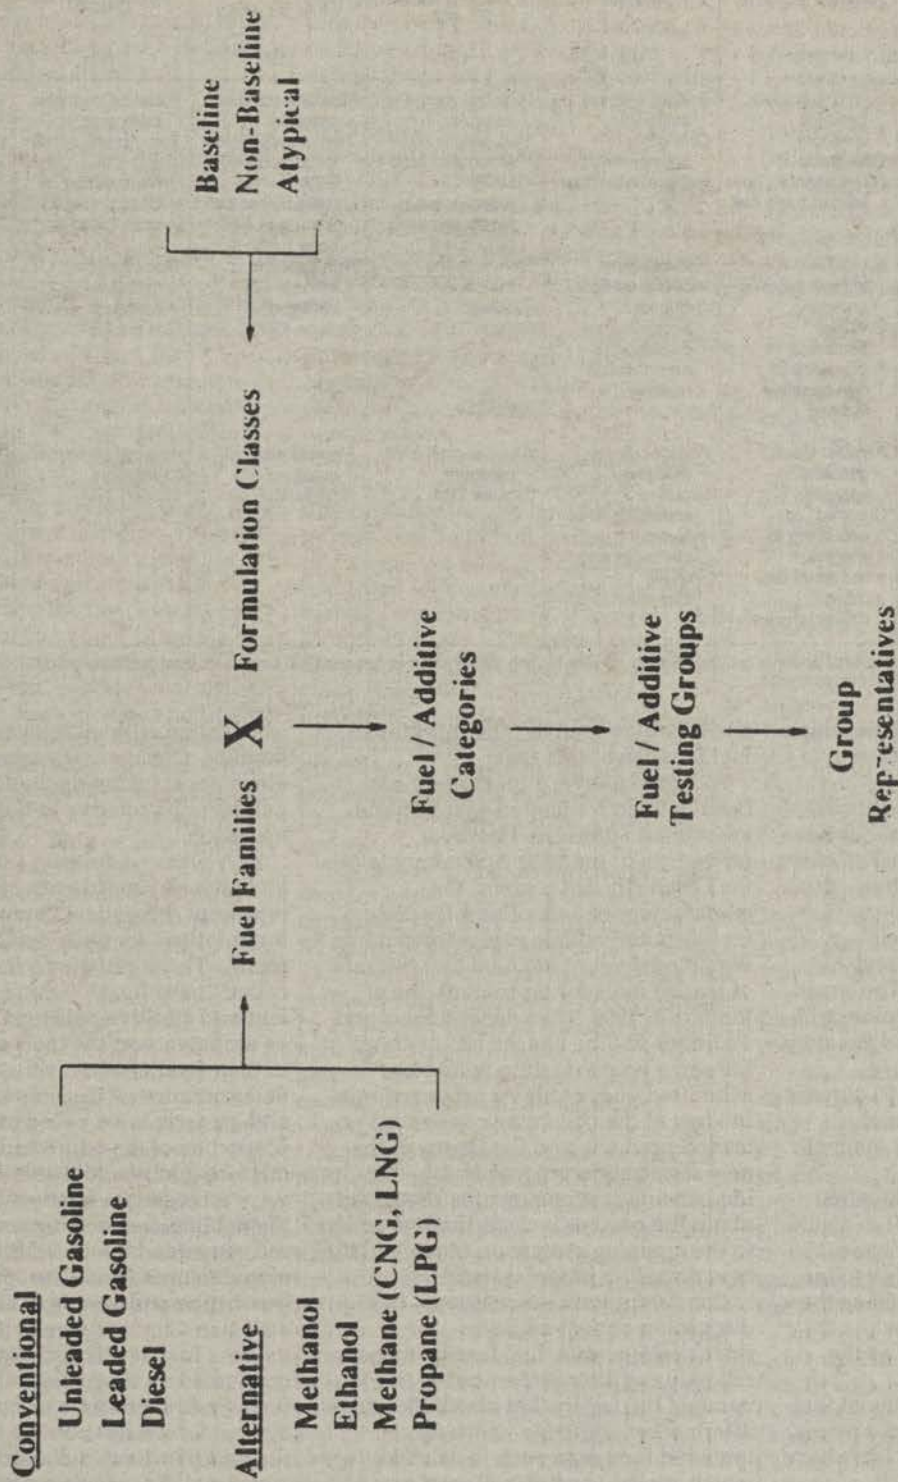 Conventional
Unleaded Gasoline
Leaded Gasoline
Diesel
Alternative
Methanol
Ethanol
Methane (CNG, LNG)
Propane (LPG)
Fuel Families X Formulation Classes
Baseline
Non-Baseline
Atypical
Fuel / Additive
Categories
Fuel / Additive
Testing Groups
Group
Representatives